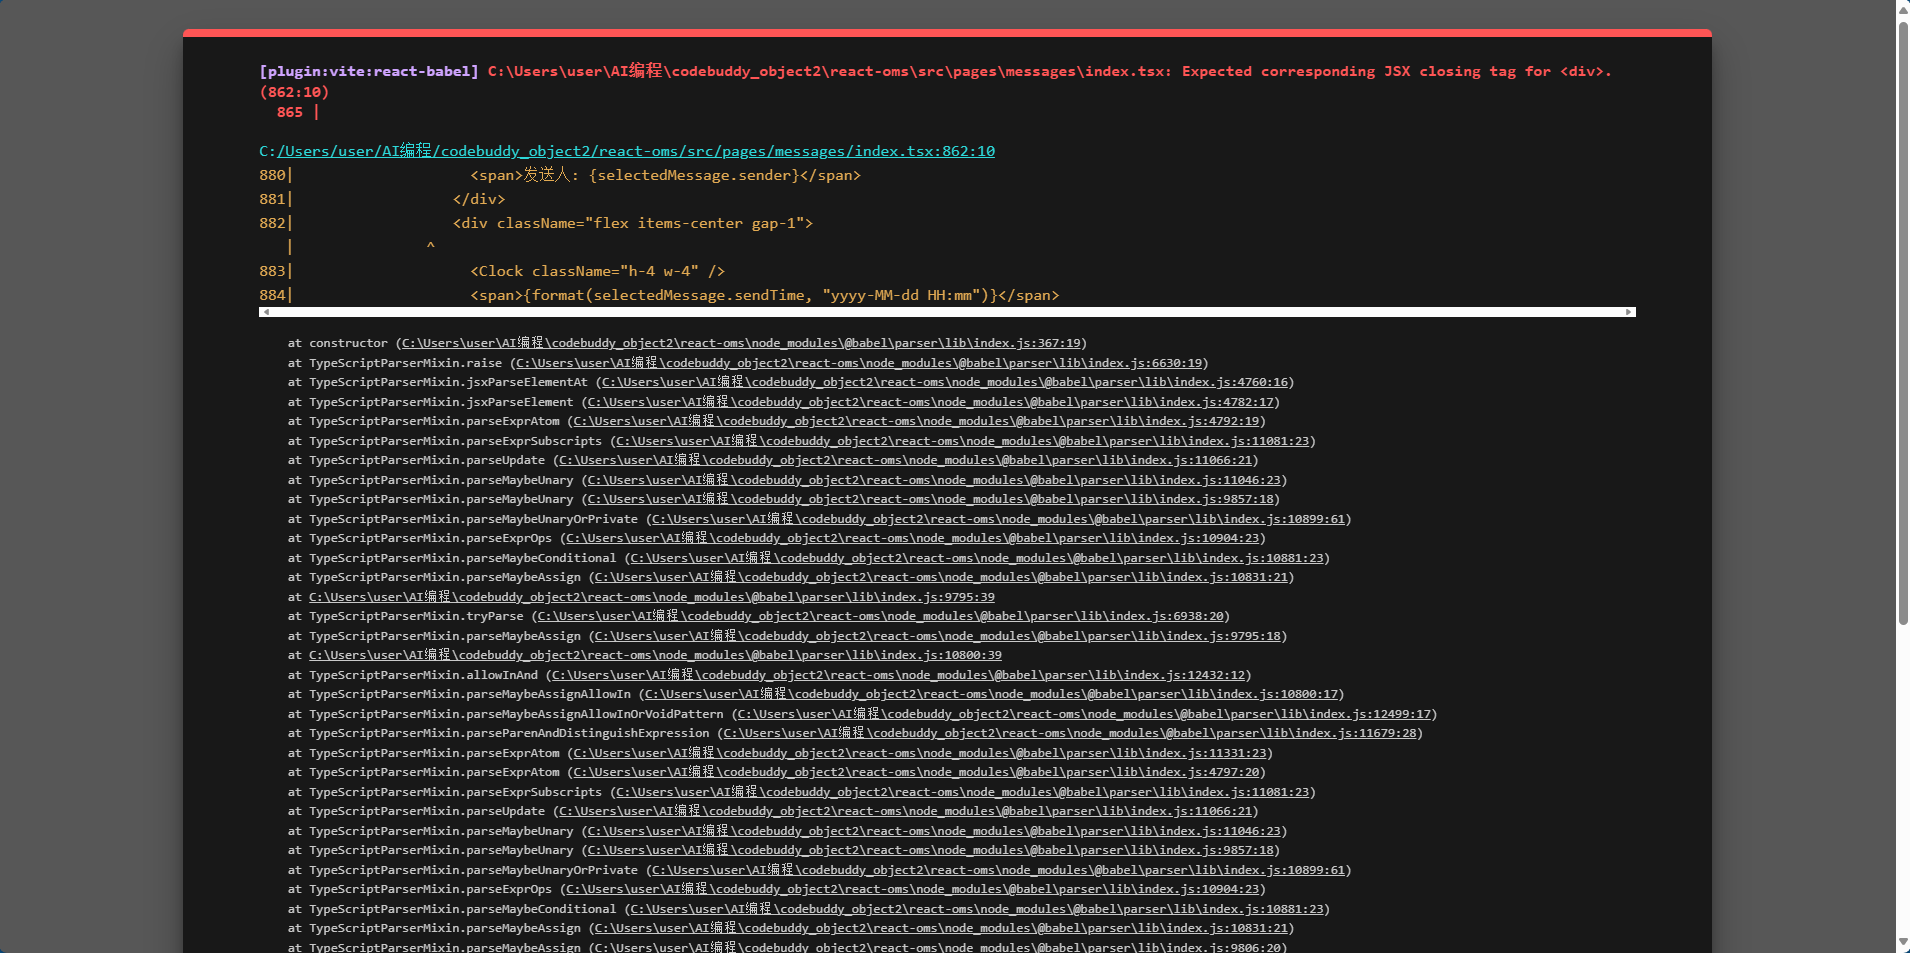 [plugin:vite:react-babel] C:\Users\user\AI编程\codebuddy_object2\react-oms\src\pages\messages\index.tsx: Expected corresponding JSX closing tag for <div>.
(862:10)
  865 |
C:/Users/user/AI编程/codebuddy_object2/react-oms/src/pages/messages/index.tsx:862:10
880|                    <span>发送人: {selectedMessage.sender}</span>
881|                  </div>
882|                  <div className="flex items-center gap-1">
   |               ^
883|                    <Clock className="h-4 w-4" />
884|                    <span>{format(selectedMessage.sendTime, "yyyy-MM-dd HH:mm")}</span>
at constructor (C:\Users\user\AI编程\codebuddy_object2\react-oms\node_modules\@babel\parser\lib\index.js:367:19)
at TypeScriptParserMixin.raise (C:\Users\user\AI编程\codebuddy_object2\react-oms\node_modules\@babel\parser\lib\index.js:6630:19)
at TypeScriptParserMixin.jsxParseElementAt (C:\Users\user\AI编程\codebuddy_object2\react-oms\node_modules\@babel\parser\lib\index.js:4760:16)
at TypeScriptParserMixin.jsxParseElement (C:\Users\user\AI编程\codebuddy_object2\react-oms\node_modules\@babel\parser\lib\index.js:4782:17)
at TypeScriptParserMixin.parseExprAtom (C:\Users\user\AI编程\codebuddy_object2\react-oms\node_modules\@babel\parser\lib\index.js:4792:19)
at TypeScriptParserMixin.parseExprSubscripts (C:\Users\user\AI编程\codebuddy_object2\react-oms\node_modules\@babel\parser\lib\index.js:11081:23)
at TypeScriptParserMixin.parseUpdate (C:\Users\user\AI编程\codebuddy_object2\react-oms\node_modules\@babel\parser\lib\index.js:11066:21)
at TypeScriptParserMixin.parseMaybeUnary (C:\Users\user\AI编程\codebuddy_object2\react-oms\node_modules\@babel\parser\lib\index.js:11046:23)
at TypeScriptParserMixin.parseMaybeUnary (C:\Users\user\AI编程\codebuddy_object2\react-oms\node_modules\@babel\parser\lib\index.js:9857:18)
at TypeScriptParserMixin.parseMaybeUnaryOrPrivate (C:\Users\user\AI编程\codebuddy_object2\react-oms\node_modules\@babel\parser\lib\index.js:10899:61)
at TypeScriptParserMixin.parseExprOps (C:\Users\user\AI编程\codebuddy_object2\react-oms\node_modules\@babel\parser\lib\index.js:10904:23)
at TypeScriptParserMixin.parseMaybeConditional (C:\Users\user\AI编程\codebuddy_object2\react-oms\node_modules\@babel\parser\lib\index.js:10881:23)
at TypeScriptParserMixin.parseMaybeAssign (C:\Users\user\AI编程\codebuddy_object2\react-oms\node_modules\@babel\parser\lib\index.js:10831:21)
at C:\Users\user\AI编程\codebuddy_object2\react-oms\node_modules\@babel\parser\lib\index.js:9795:39
at TypeScriptParserMixin.tryParse (C:\Users\user\AI编程\codebuddy_object2\react-oms\node_modules\@babel\parser\lib\index.js:6938:20)
at TypeScriptParserMixin.parseMaybeAssign (C:\Users\user\AI编程\codebuddy_object2\react-oms\node_modules\@babel\parser\lib\index.js:9795:18)
at C:\Users\user\AI编程\codebuddy_object2\react-oms\node_modules\@babel\parser\lib\index.js:10800:39
at TypeScriptParserMixin.allowInAnd (C:\Users\user\AI编程\codebuddy_object2\react-oms\node_modules\@babel\parser\lib\index.js:12432:12)
at TypeScriptParserMixin.parseMaybeAssignAllowIn (C:\Users\user\AI编程\codebuddy_object2\react-oms\node_modules\@babel\parser\lib\index.js:10800:17)
at TypeScriptParserMixin.parseMaybeAssignAllowInOrVoidPattern (C:\Users\user\AI编程\codebuddy_object2\react-oms\node_modules\@babel\parser\lib\index.js:12499:17)
at TypeScriptParserMixin.parseParenAndDistinguishExpression (C:\Users\user\AI编程\codebuddy_object2\react-oms\node_modules\@babel\parser\lib\index.js:11679:28)
at TypeScriptParserMixin.parseExprAtom (C:\Users\user\AI编程\codebuddy_object2\react-oms\node_modules\@babel\parser\lib\index.js:11331:23)
at TypeScriptParserMixin.parseExprAtom (C:\Users\user\AI编程\codebuddy_object2\react-oms\node_modules\@babel\parser\lib\index.js:4797:20)
at TypeScriptParserMixin.parseExprSubscripts (C:\Users\user\AI编程\codebuddy_object2\react-oms\node_modules\@babel\parser\lib\index.js:11081:23)
at TypeScriptParserMixin.parseUpdate (C:\Users\user\AI编程\codebuddy_object2\react-oms\node_modules\@babel\parser\lib\index.js:11066:21)
at TypeScriptParserMixin.parseMaybeUnary (C:\Users\user\AI编程\codebuddy_object2\react-oms\node_modules\@babel\parser\lib\index.js:11046:23)
at TypeScriptParserMixin.parseMaybeUnary (C:\Users\user\AI编程\codebuddy_object2\react-oms\node_modules\@babel\parser\lib\index.js:9857:18)
at TypeScriptParserMixin.parseMaybeUnaryOrPrivate (C:\Users\user\AI编程\codebuddy_object2\react-oms\node_modules\@babel\parser\lib\index.js:10899:61)
at TypeScriptParserMixin.parseExprOps (C:\Users\user\AI编程\codebuddy_object2\react-oms\node_modules\@babel\parser\lib\index.js:10904:23)
at TypeScriptParserMixin.parseMaybeConditional (C:\Users\user\AI编程\codebuddy_object2\react-oms\node_modules\@babel\parser\lib\index.js:10881:23)
at TypeScriptParserMixin.parseMaybeAssign (C:\Users\user\AI编程\codebuddy_object2\react-oms\node_modules\@babel\parser\lib\index.js:10831:21)
at TypeScriptParserMixin.parseMaybeAssign (C:\Users\user\AI编程\codebuddy_object2\react-oms\node_modules\@babel\parser\lib\index.js:9806:20)